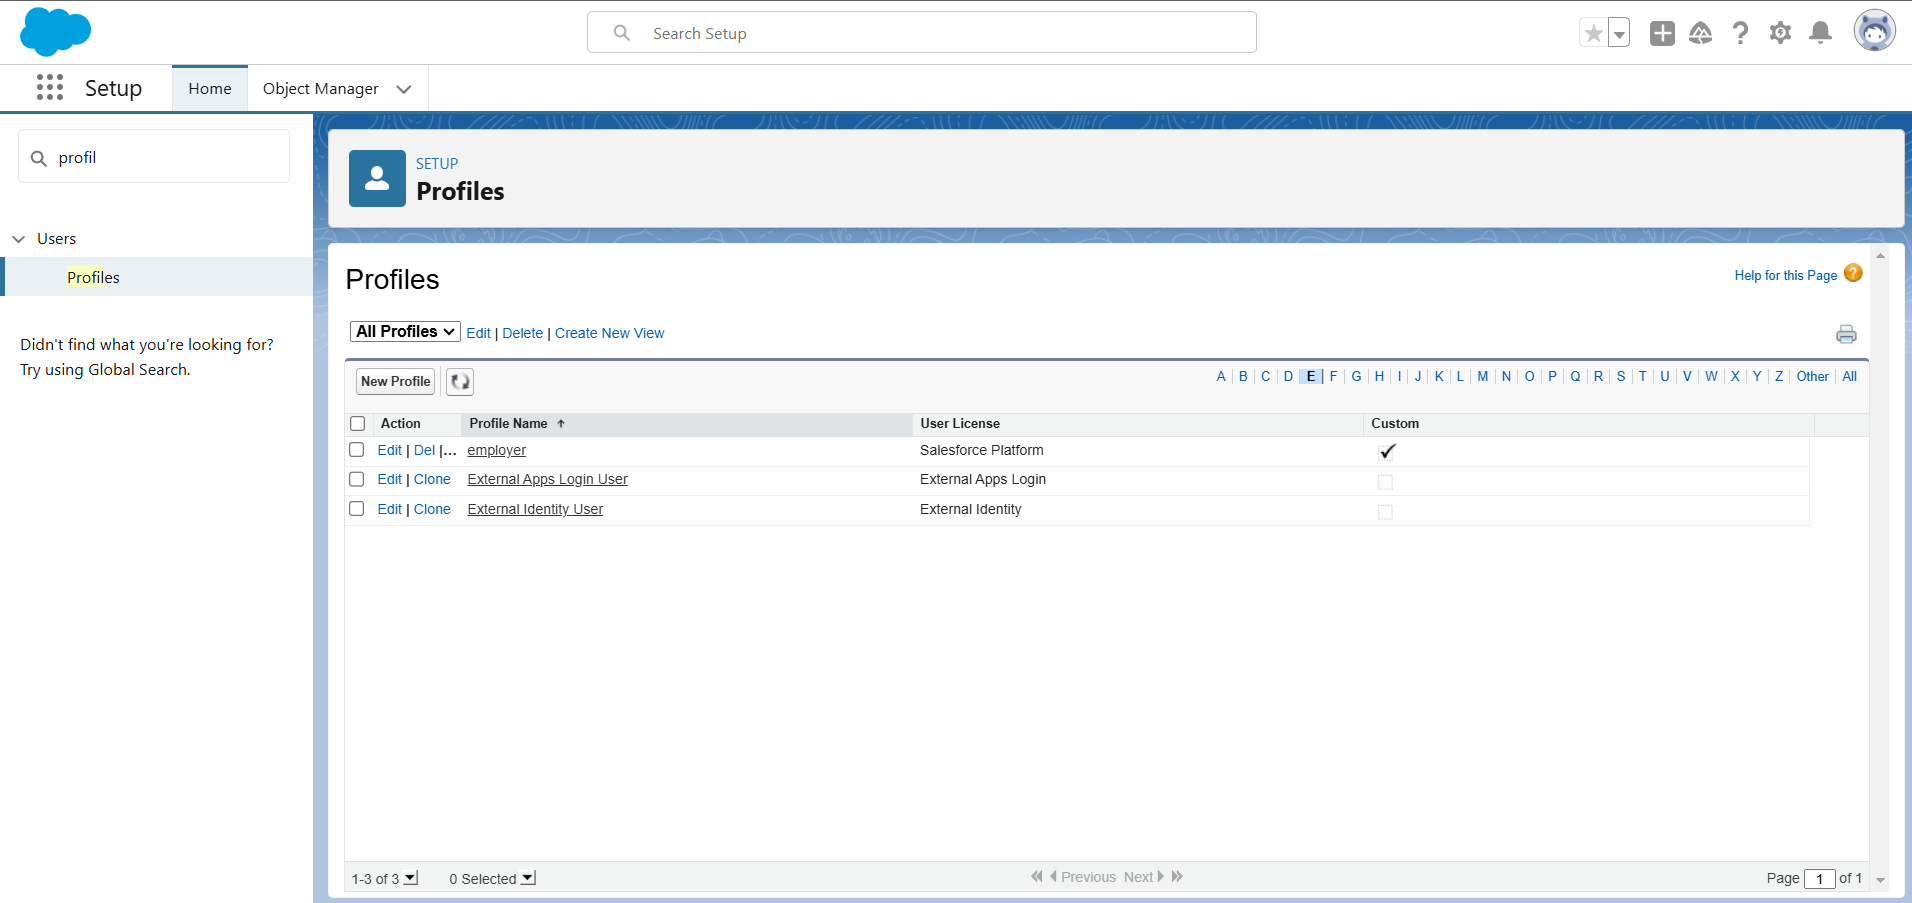 Search Setup
Setup
Home
Object Manager
profil
Users
Profiles
Didn't find what you're looking for?
Try using Global Search.
SETUP
Profiles
Profiles
Help for this Page ?
All Profiles Edit | Delete | Create New View
New Profile
A | B | C | D | E | F | G | H | I | J | K | L | M | N | O | P | Q | R | S | T | U | V | W | X | Y | Z | Other | All
Action Profile Name ↑ User License Custom
Edit | Del |... employer Salesforce Platform ✓
Edit | Clone External Apps Login User External Apps Login
Edit | Clone External Identity User External Identity
1-3 of 3 0 Selected Previous Next Page 1 of 1